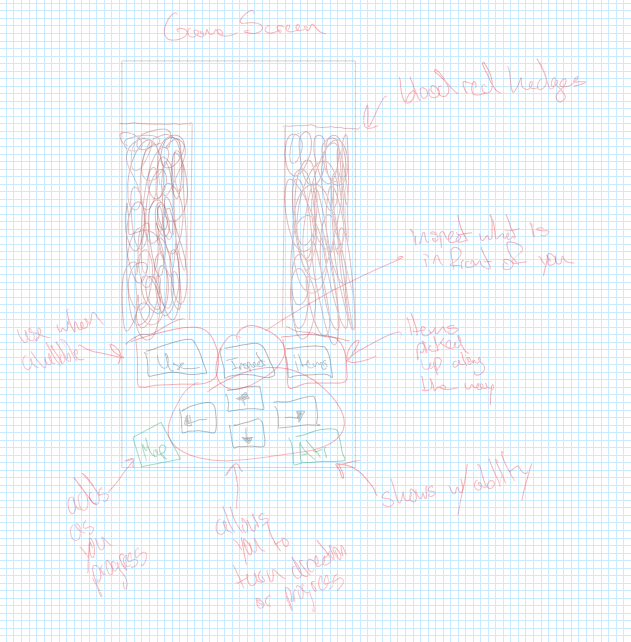 Game Screen
blood red hedges
inspect what is
in front of you
use when
available
Use
Inspect
Items
items
picked
up along
the way
Map
Att
shows w/ ability
adds
as
you
progress
allows
you to
turn direction
or progress